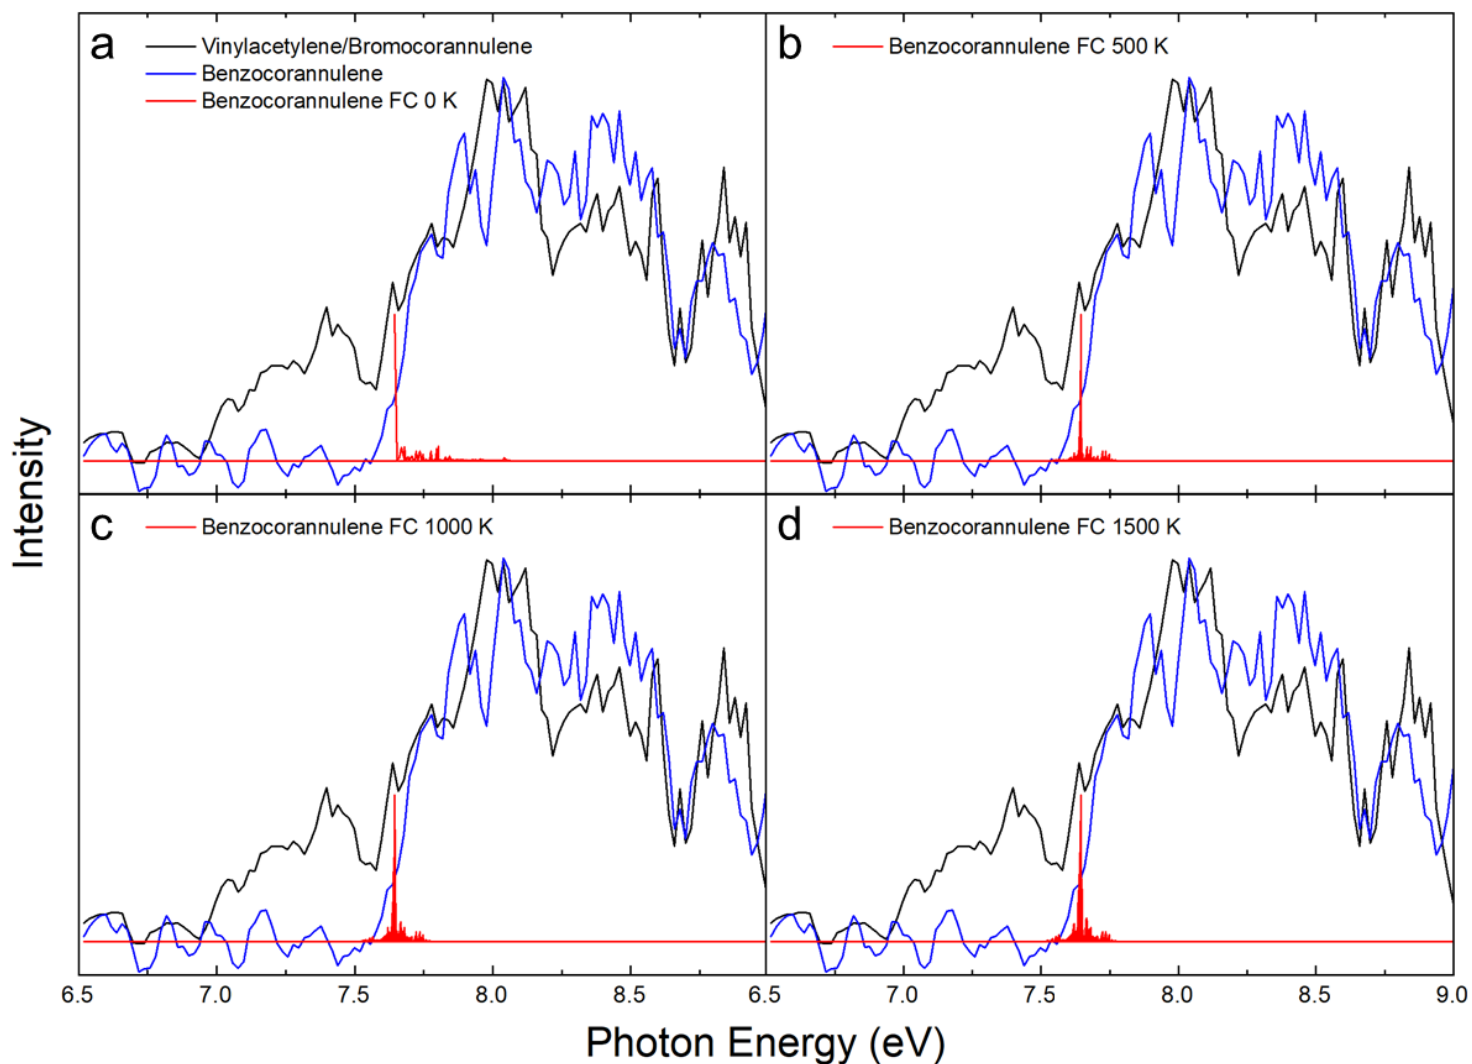 a
Vinylacetylene/Bromocorannulene
Benzocorannulene
Benzocorannulene FC 0 K
b
Benzocorannulene FC 500 K
c
Benzocorannulene FC 1000 K
d
Benzocorannulene FC 1500 K
Intensity
6.5 7.0 7.5 8.0 8.5 6.5 7.0 7.5 8.0 8.5 9.0
Photon Energy (eV)